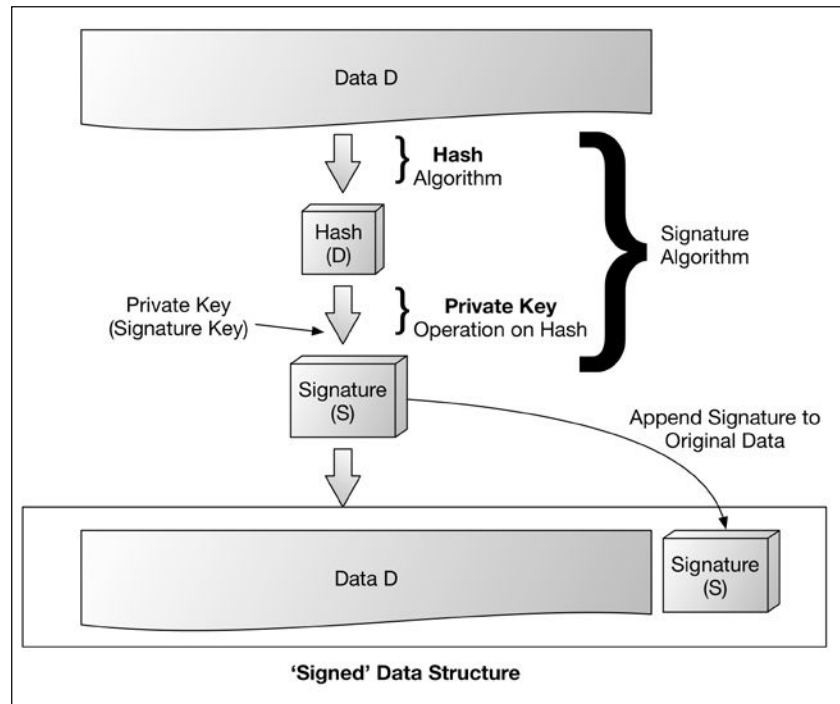 Data D
Hash
Algorithm
Hash
(D)
Signature
Algorithm
Private Key
(Signature Key)
Private Key
Operation on Hash
Signature
(S)
Append Signature to
Original Data
Data D
Signature
(S)
‘Signed’ Data Structure